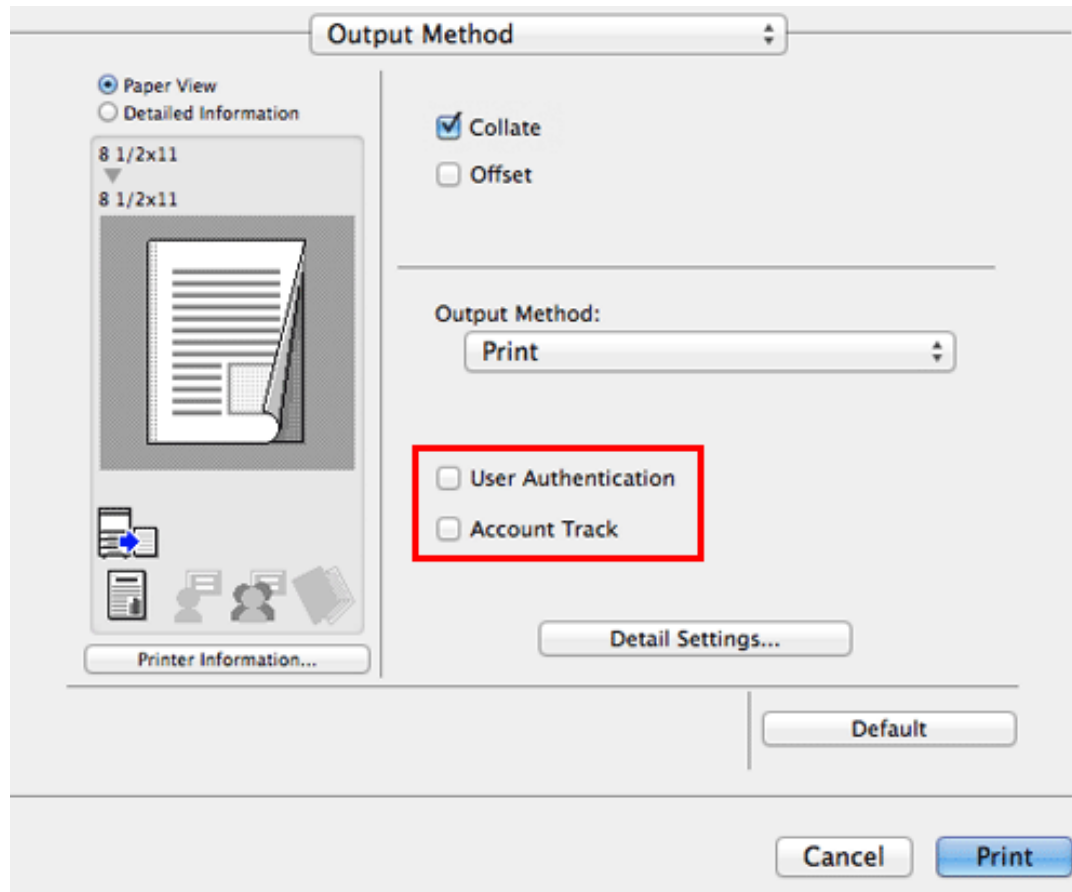 Output Method
Paper View
Detailed Information
8 1/2x11
8 1/2x11
Printer Information...
Collate
Offset
Output Method:
Print
User Authentication
Account Track
Detail Settings...
Default
Cancel
Print